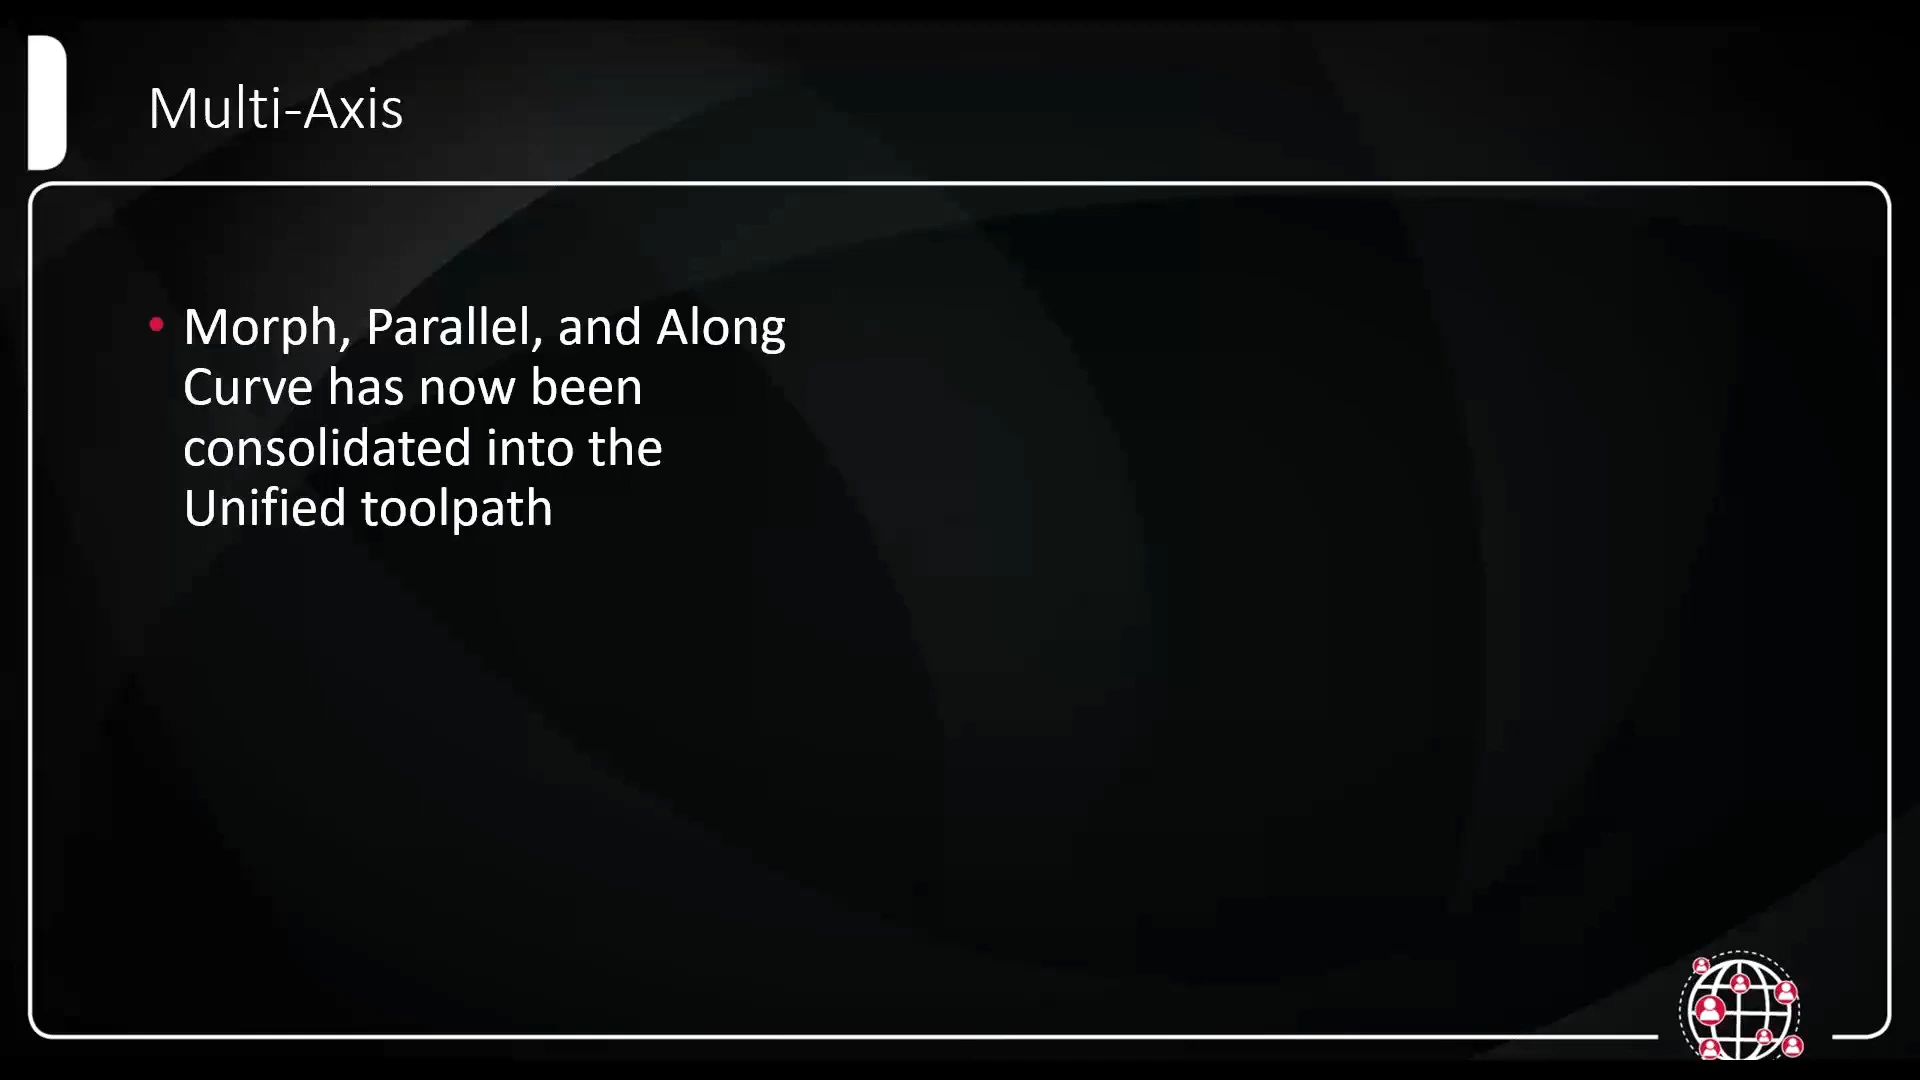 Multi-Axis
• Morph, Parallel, and Along
Curve has now been
consolidated into the
Unified toolpath